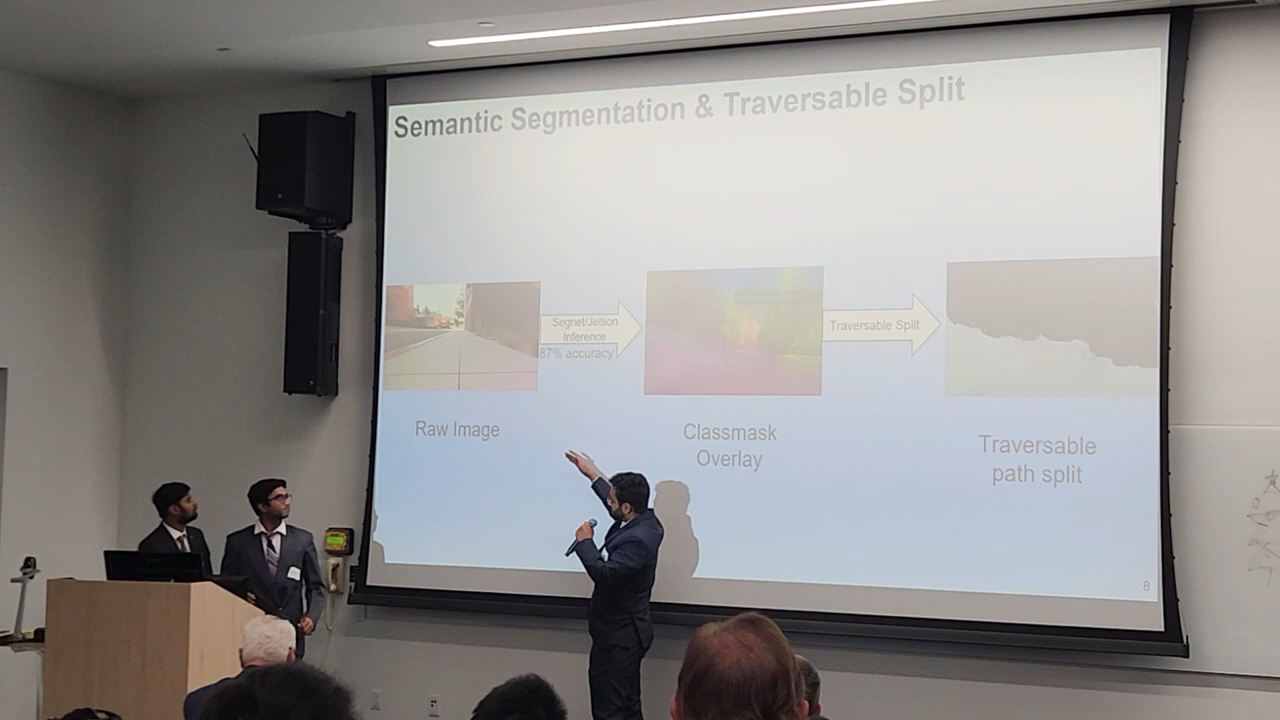 Semantic Segmentation & Traversable Split
Segnet/Jetson
Inference
87% accuracy
Traversable Split
Raw Image
Classmask
Overlay
Traversable
path split
8